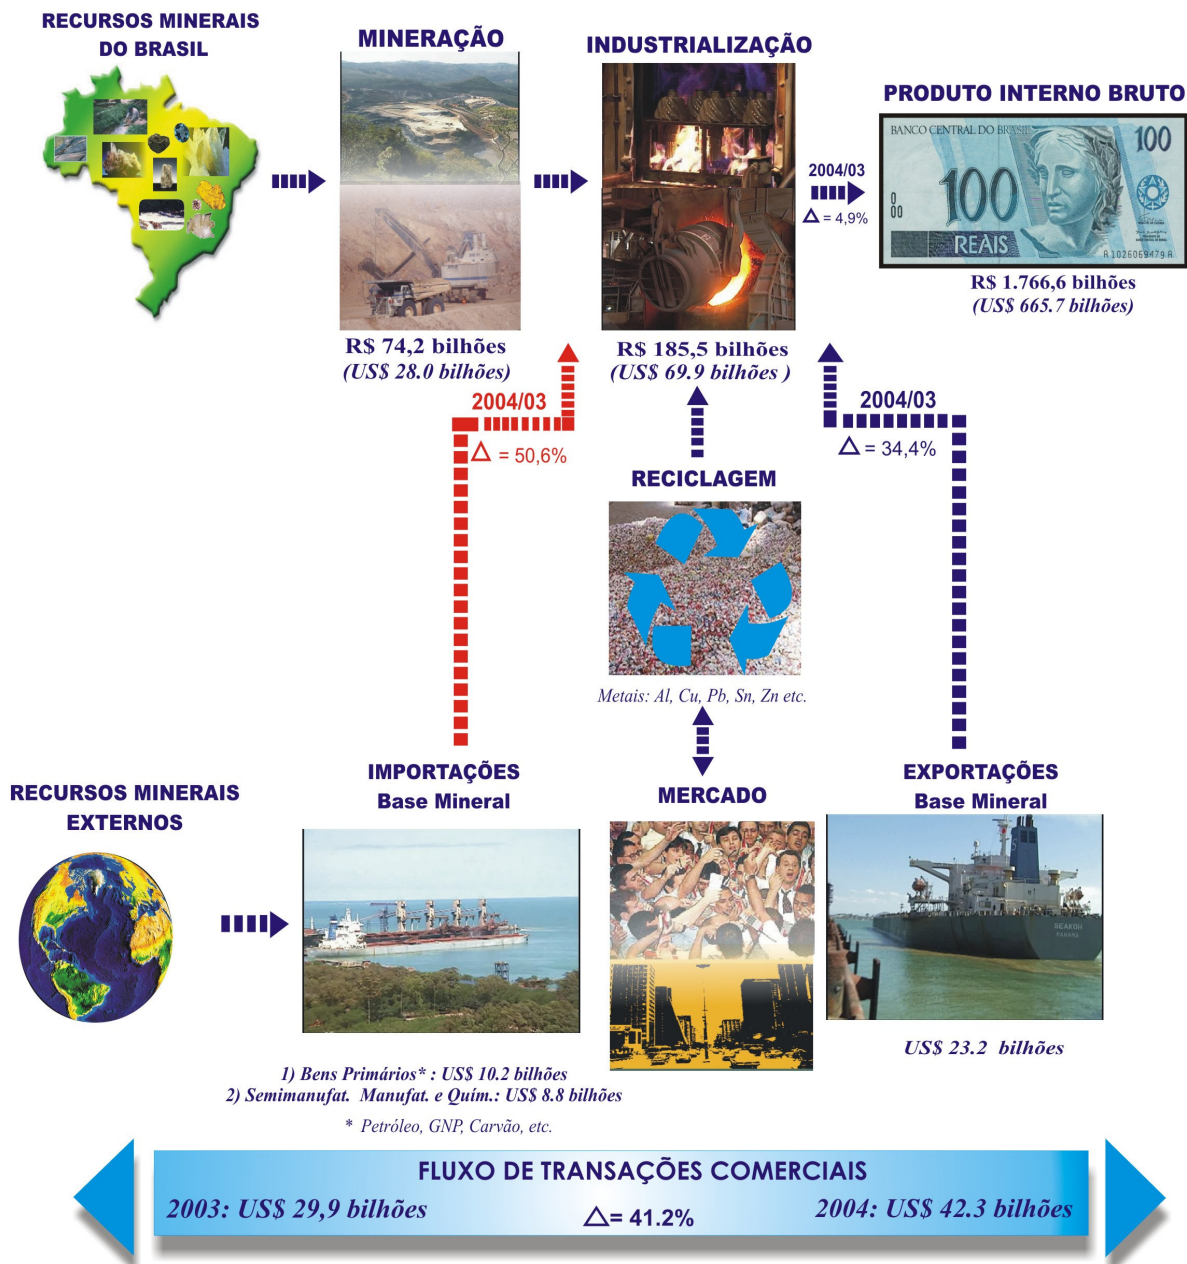 RECURSOS MINERAIS
DO BRASIL
MINERAÇÃO
INDUSTRIALIZAÇÃO
PRODUTO INTERNO BRUTO
BANCO CENTRAL DO BRASIL
100
100
REAIS
0
00
A 1026069479 A
2004/03
Δ = 4,9%
R$ 1.766,6 bilhões
(US$ 665.7 bilhões)
R$ 74,2 bilhões
(US$ 28.0 bilhões)
R$ 185,5 bilhões
(US$ 69.9 bilhões )
2004/03
Δ = 50,6%
2004/03
Δ = 34,4%
RECICLAGEM
Metais: Al, Cu, Pb, Sn, Zn etc.
RECURSOS MINERAIS
EXTERNOS
IMPORTAÇÕES
Base Mineral
MERCADO
EXPORTAÇÕES
Base Mineral
SEAKOH
PANAMA
US$ 23.2 bilhões
1) Bens Primários* : US$ 10.2 bilhões
2) Semimanufat. Manufat. e Quím.: US$ 8.8 bilhões
* Petróleo, GNP, Carvão, etc.
FLUXO DE TRANSAÇÕES COMERCIAIS
2003: US$ 29,9 bilhões
Δ= 41.2%
2004: US$ 42.3 bilhões